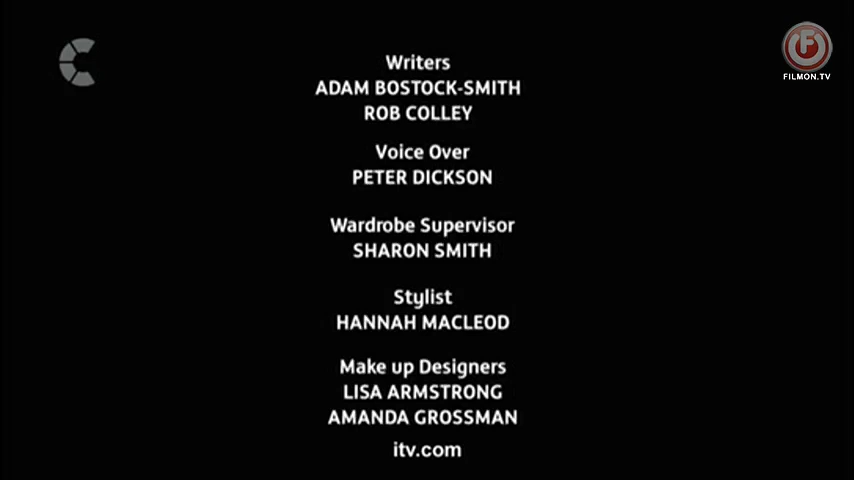 Writers
ADAM BOSTOCK-SMITH
ROB COLLEY
Voice Over
PETER DICKSON
Wardrobe Supervisor
SHARON SMITH
Stylist
HANNAH MACLEOD
Make up Designers
LISA ARMSTRONG
AMANDA GROSSMAN
itv.com
F
FILMON.TV